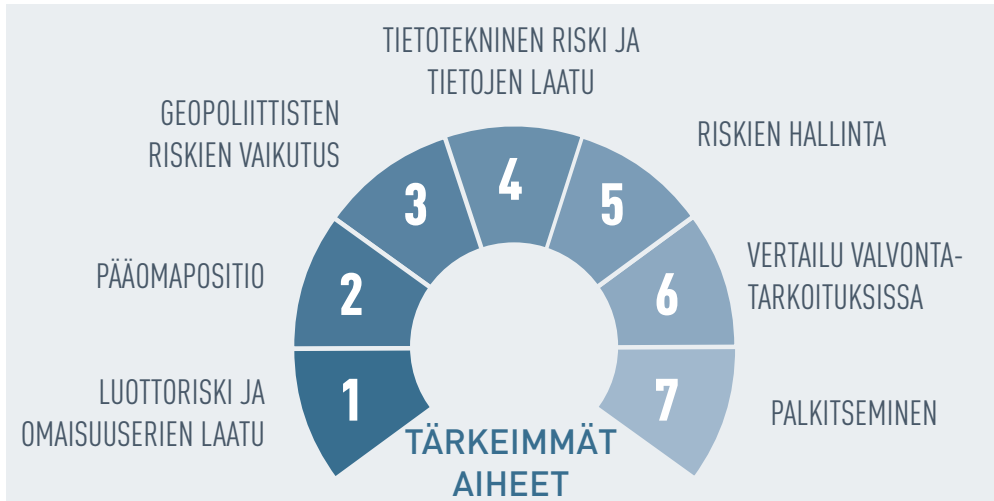 TIETOTEKNINEN RISKI JA
TIETOJEN LAATU
GEOPOLIITTISTEN
RISKIEN VAIKUTUS
RISKIEN HALLINTA
PÄÄOMAPOSITIO
VERTAILU VALVONTA-
TARKOITUKSISSA
LUOTTORISKI JA
OMAISUUSERIEN LAATU
PALKITSEMINEN
1
2
3
4
5
6
7
TÄRKEIMMÄT
AIHEET